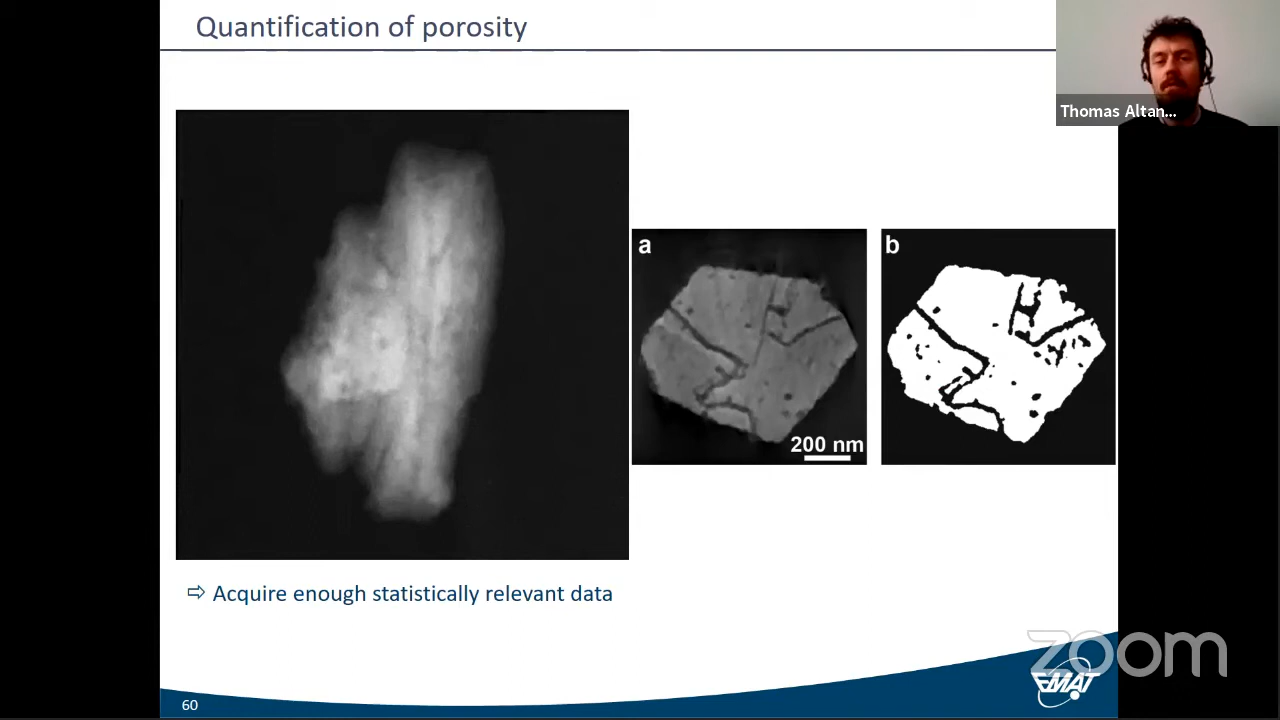 Quantification of porosity
Thomas Altan...
a
b
200 nm
⇨ Acquire enough statistically relevant data
zoom
EMAT
60